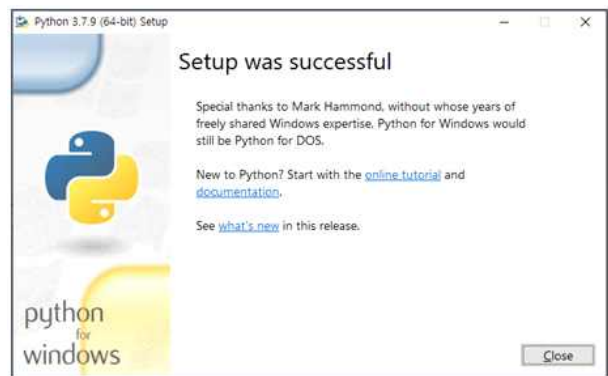 Python 3.7.9 (64-bit) Setup
Setup was successful
Special thanks to Mark Hammond, without whose years of
freely shared Windows expertise, Python for Windows would
still be Python for DOS.
New to Python? Start with the online tutorial and
documentation.
See what's new in this release.
python
for
windows
Close